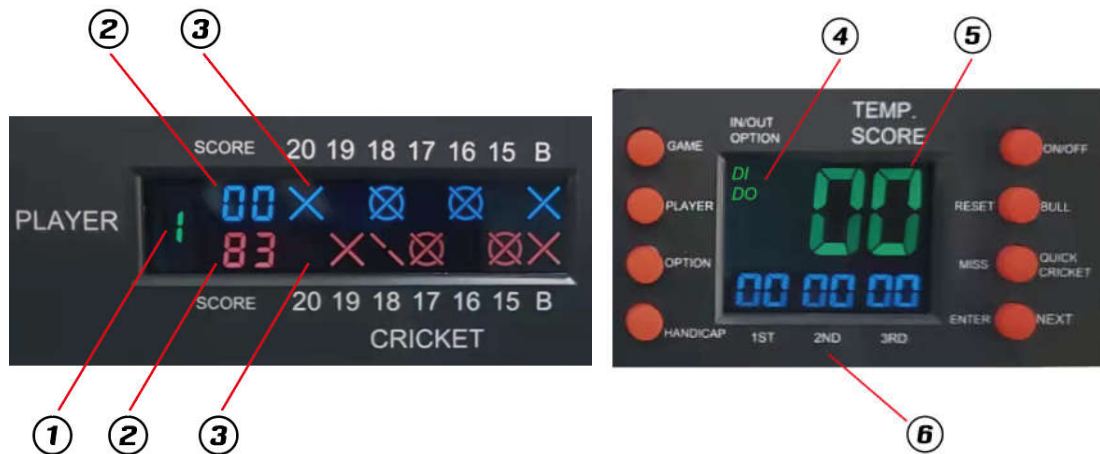 2 3
SCORE 20 19 18 17 16 15 B
00
PLAYER 1
83
SCORE 20 19 18 17 16 15 B
CRICKET
1 2 3
4 5
IN/OUT OPTION
TEMP. SCORE
GAME
ON/OFF
DI
DO
00
PLAYER
RESET BULL
OPTION
MISS QUICK CRICKET
00 00 00
HANDICAP
1ST 2ND 3RD
ENTER NEXT
6